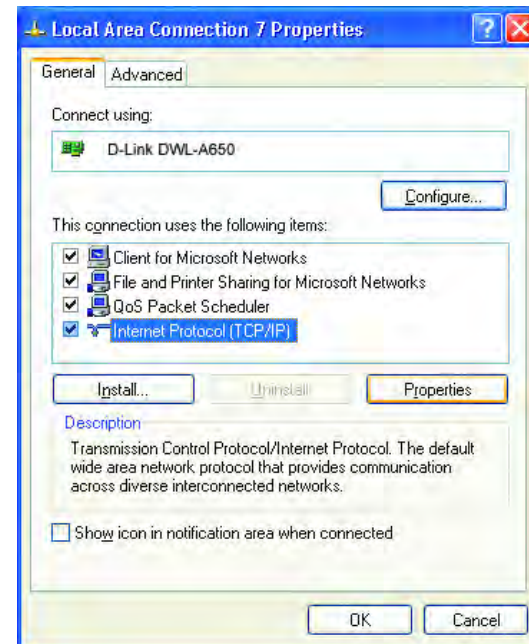 Local Area Connection 7 Properties
General Advanced
Connect using:
D-Link DWL-A650
Configure...
This connection uses the following items:
Client for Microsoft Networks
File and Printer Sharing for Microsoft Networks
QoS Packet Scheduler
Internet Protocol (TCP/IP)
Install... Uninstall Properties
Description
Transmission Control Protocol/Internet Protocol. The default
wide area network protocol that provides communication
across diverse interconnected networks.
Show icon in notification area when connected
OK Cancel